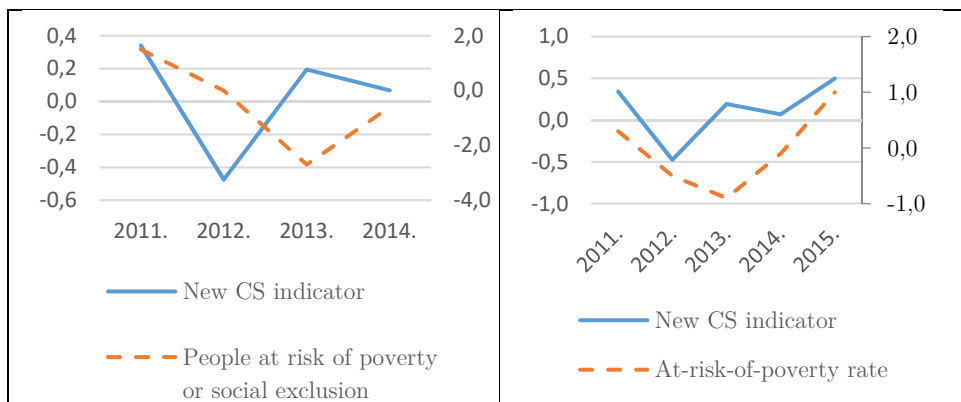 0,4
0,2
0,0
-0,2
-0,4
-0,6
2,0
0,0
-2,0
-4,0
2011. 2012. 2013. 2014.
New CS indicator
People at risk of poverty
or social exclusion
1,0
0,5
0,0
-0,5
-1,0
2,0
1,0
0,0
-1,0
2011. 2012. 2013. 2014. 2015.
New CS indicator
At-risk-of-poverty rate